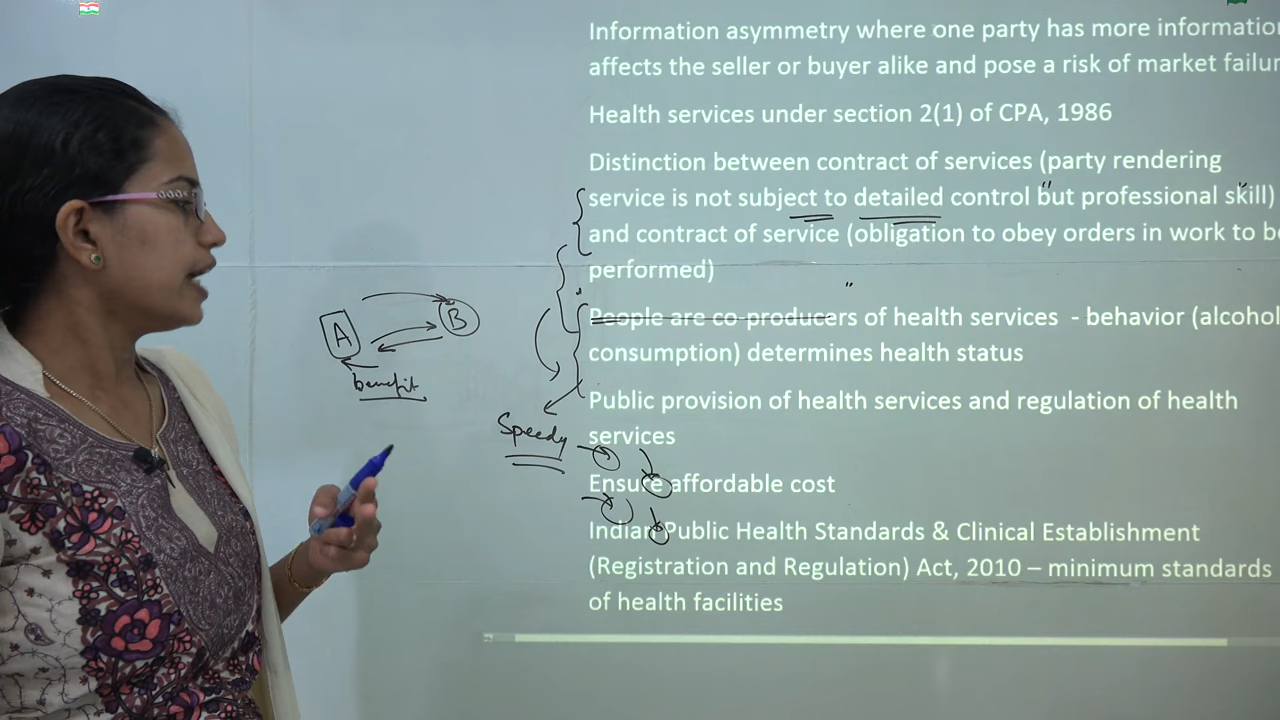 Information asymmetry where one party has more informatio
affects the seller or buyer alike and pose a risk of market failur
Health services under section 2(1) of CPA, 1986
Distinction between contract of services (party rendering
service is not subject to detailed control but professional skill)
and contract of service (obligation to obey orders in work to be
performed)
A B
People are co-producers of health services - behavior (alcohol
consumption) determines health status
benefit
Public provision of health services and regulation of health
Speedy
services
Ensure affordable cost
Indian Public Health Standards & Clinical Establishment
(Registration and Regulation) Act, 2010 – minimum standards
of health facilities